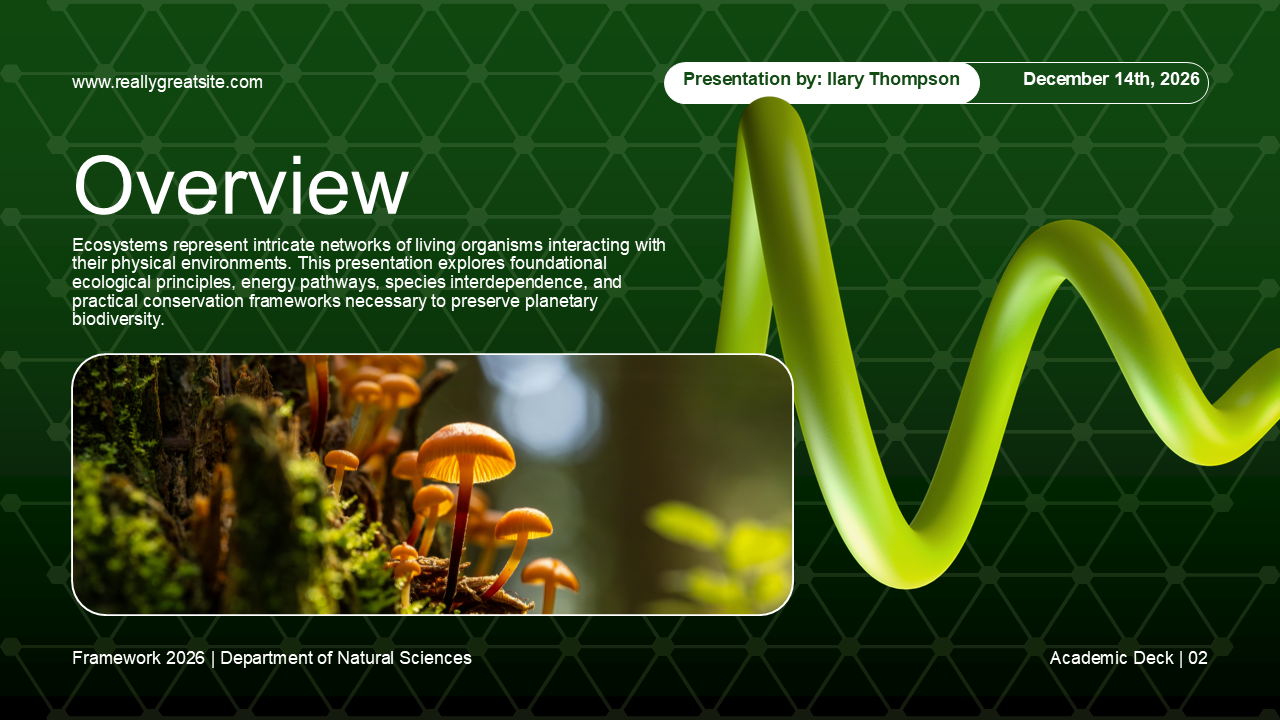 www.reallygreatsite.com
Presentation by: Ilary Thompson
December 14th, 2026
Overview
Ecosystems represent intricate networks of living organisms interacting with
their physical environments. This presentation explores foundational
ecological principles, energy pathways, species interdependence, and
practical conservation frameworks necessary to preserve planetary
biodiversity.
Framework 2026 | Department of Natural Sciences
Academic Deck | 02